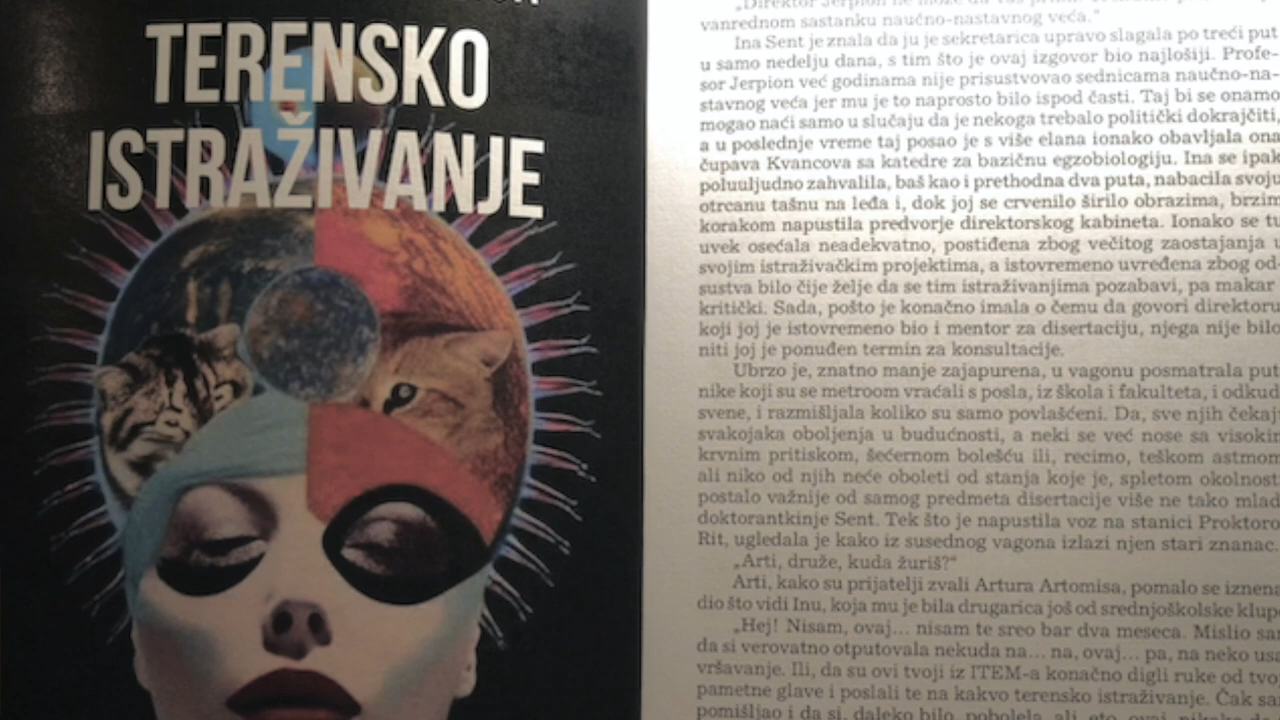 TERENSKO
ISTRAŽIVANJE
„Direktor Jerpion ne može da vas primi
vanrednom sastanku naučno-nastavnog veća.“
Ina Sent je znala da ju je sekretarica upravo slagala po treći put
u samo nedelju dana, s tim što je ovaj izgovor bio najlošiji. Profe-
sor Jerpion već godinama nije prisustvovao sednicama naučno-na-
stavnog veća jer mu je to naprosto bilo ispod časti. Taj bi se onamo
mogao naći samo u slučaju da je nekoga trebalo politički dokrajčiti,
a u poslednje vreme taj posao je s više elana ionako obavljala ona
čupava Kvancova sa katedre za bazičnu egzobiologiju. Ina se ipak
poluuljudno zahvalila, baš kao i prethodna dva puta, nabacila svoju
otrcanu tašnu na leđa i, dok joj se crvenilo širilo obrazima, brzim
korakom napustila predvorje direktorskog kabineta. Ionako se tu
uvek osećala neadekvatno, postiđena zbog večitog zaostajanja u
svojim istraživačkim projektima, a istovremeno uvređena zbog od-
sustva bilo čije želje da se tim istraživanjima pozabavi, pa makar
kritički. Sada, pošto je konačno imala o čemu da govori direktoru
koji joj je istovremeno bio i mentor za disertaciju, njega nije bilo
niti joj je ponuđen termin za konsultacije.
Ubrzo je, znatno manje zajapurena, u vagonu posmatrala put
nike koji su se metroom vraćali s posla, iz škola i fakulteta, i odkud
svene, i razmišljala koliko su samo povlašćeni. Da, sve njih čekaj
svakojaka oboljenja u budućnosti, a neki se već nose sa visokim
krvnim pritiskom, šećernom bolešću ili, recimo, teškom astmom
ali niko od njih neće oboleti od stanja koje je, spletom okolnost
postalo važnije od samog predmeta disertacije više ne tako mlad
doktorantkinje Sent. Tek što je napustila voz na stanici Proktoro
Rit, ugledala je kako iz susednog vagona izlazi njen stari znanac.
„Arti, druže, kuda žuriš?“
Arti, kako su prijatelji zvali Artura Artomisa, pomalo se iznena
dio što vidi Inu, koja mu je bila drugarica još od srednjoškolske klup
„Hej! Nisam, ovaj... nisam te sreo bar dva meseca. Mislio sam
da si verovatno otputovala nekuda na... na, ovaj... pa, na neko usa
vršavanje. Ili, da su ovi tvoji iz ITEM-a konačno digli ruke od tvoj
pametne glave i poslali te na kakvo terensko istraživanje. Čak sa
pomišljao i da si, daleko bilo, pobolela, ali, eto